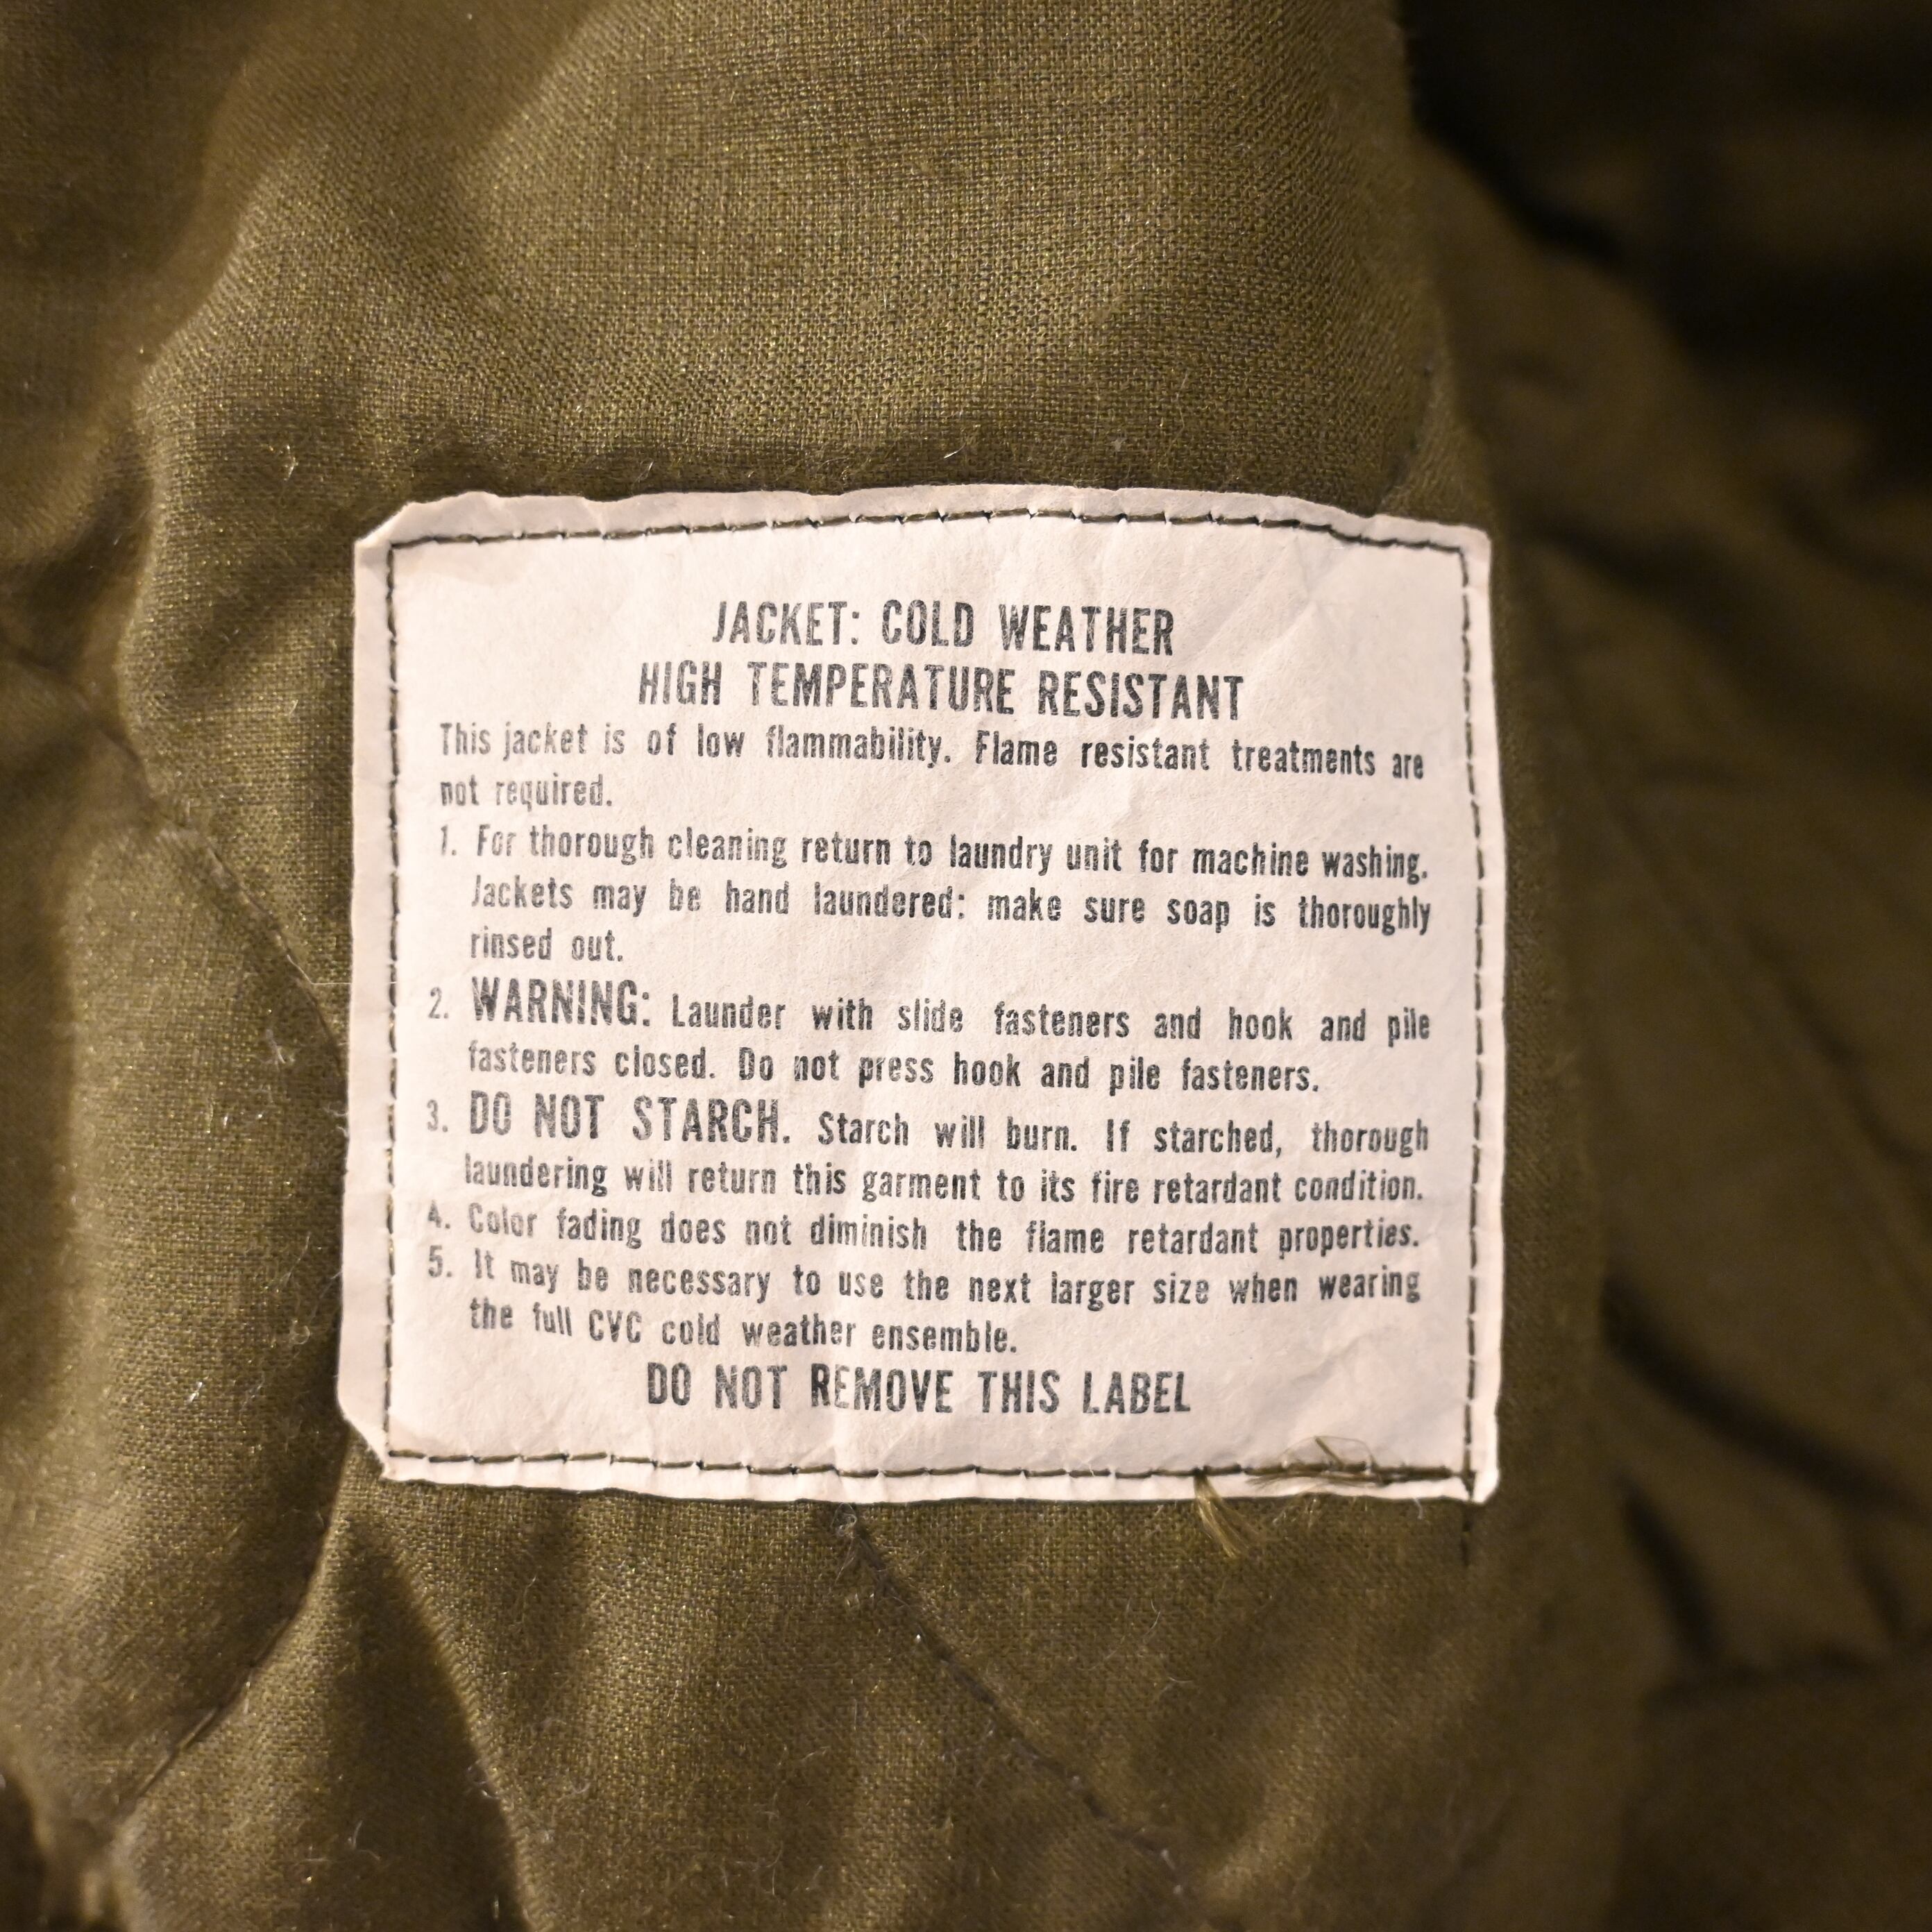 JACKET: COLD WEATHER
HIGH TEMPERATURE RESISTANT
This jacket is of low flammability. Flame resistant treatments are
not required.
1. For thorough cleaning return to laundry unit for machine washing.
Jackets may be hand laundered: make sure soap is thoroughly
rinsed out.
2. WARNING: Launder with slide fasteners and hook and pile
fasteners closed. Do not press hook and pile fasteners.
3. DO NOT STARCH. Starch will burn. If starched, thorough
laundering will return this garment to its fire retardant condition.
4. Color fading does not diminish the flame retardant properties.
5. It may be necessary to use the next larger size when wearing
the full CVC cold weather ensemble.
DO NOT REMOVE THIS LABEL